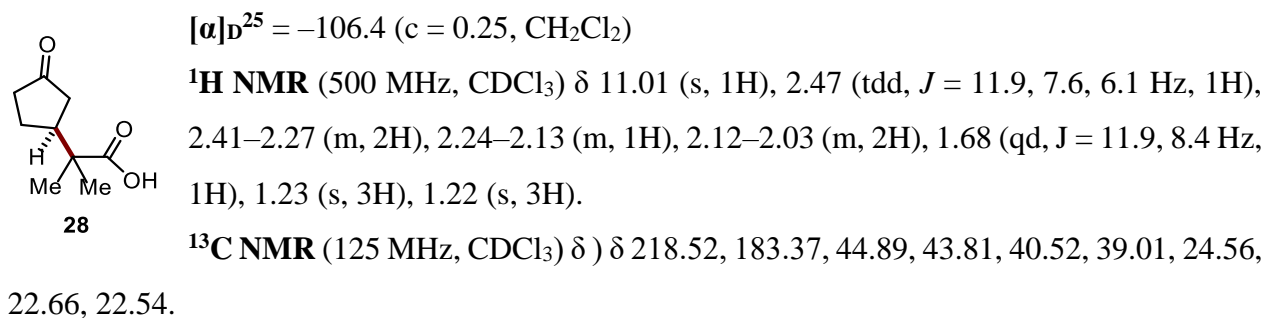 [α]D25 = –106.4 (c = 0.25, CH2Cl2)
O
1H NMR (500 MHz, CDCl3) δ 11.01 (s, 1H), 2.47 (tdd, J = 11.9, 7.6, 6.1 Hz, 1H),
2.41–2.27 (m, 2H), 2.24–2.13 (m, 1H), 2.12–2.03 (m, 2H), 1.68 (qd, J = 11.9, 8.4 Hz,
O
H
OH
Me Me
1H), 1.23 (s, 3H), 1.22 (s, 3H).
28
13C NMR (125 MHz, CDCl3) δ ) δ 218.52, 183.37, 44.89, 43.81, 40.52, 39.01, 24.56,
22.66, 22.54.